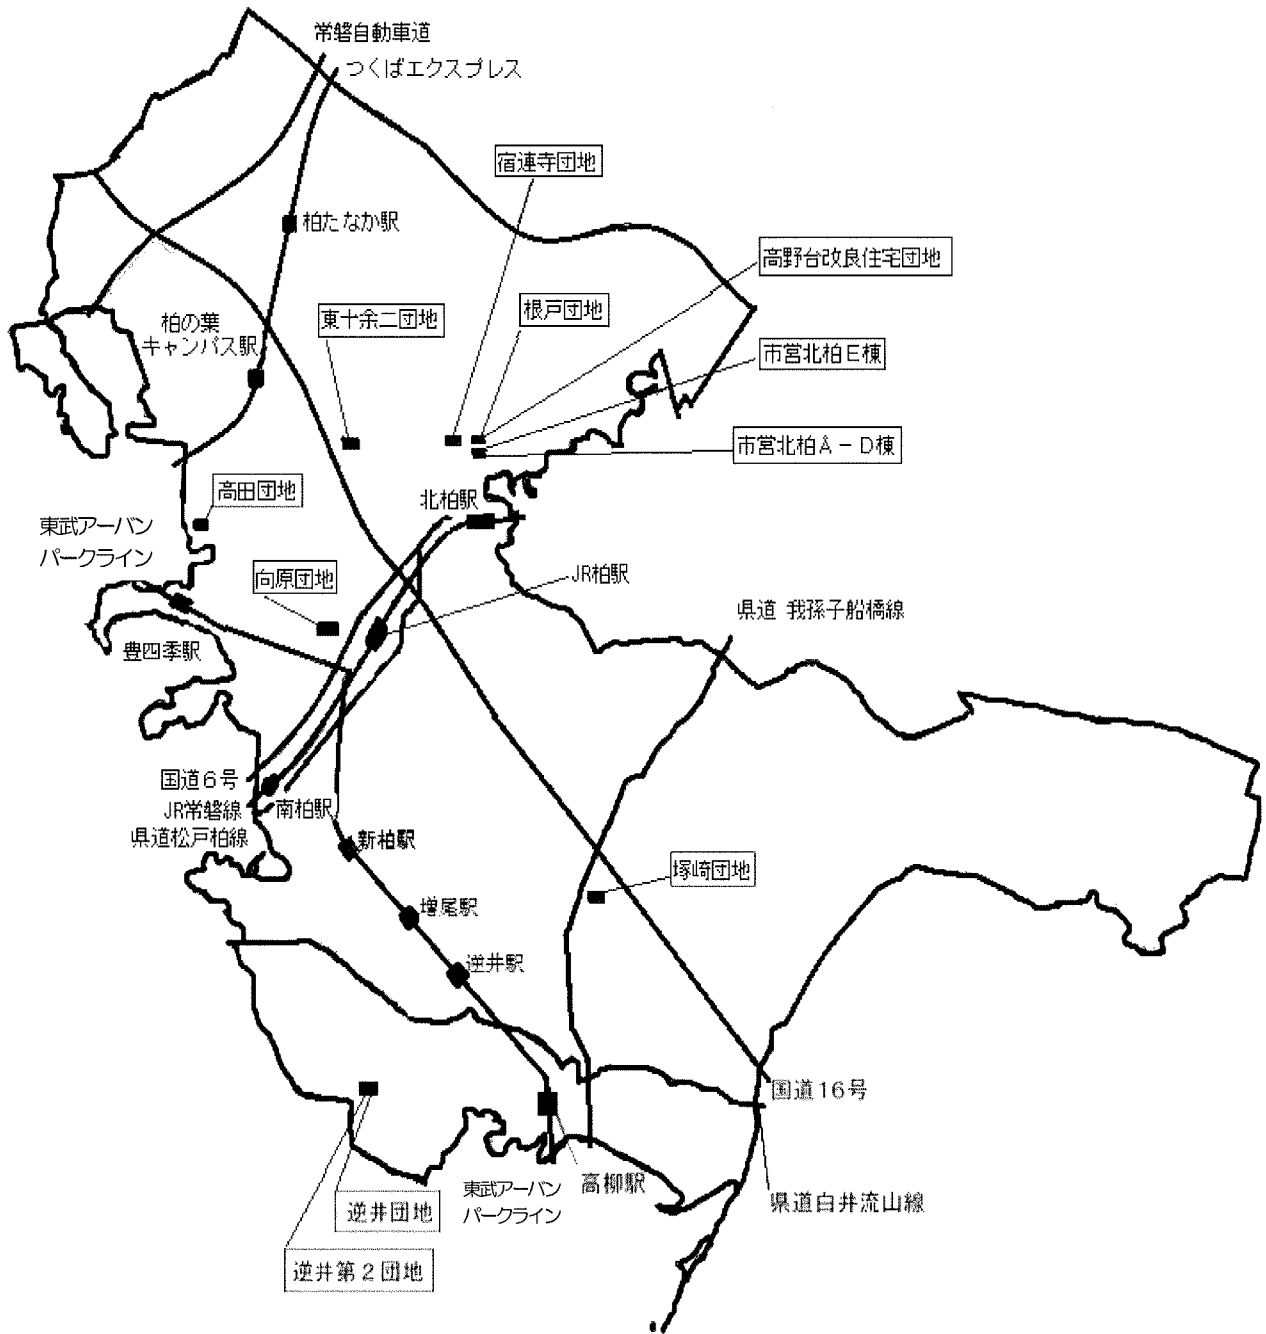 常磐自動車道
つくばエクスプレス
宿連寺団地
柏たなか駅
高野台改良住宅団地
根戸団地
東十余二団地
柏の葉
キャンパス駅
市営北柏E棟
市営北柏A－D棟
高田団地
北柏駅
東武アーバン
パークライン
向原団地
JR柏駅
県道 我孫子船橋線
豊四季駅
国道6号
JR常磐線
南柏駅
県道松戸柏線
新柏駅
塚崎団地
増尾駅
逆井駅
国道16号
高柳駅
東武アーバン
パークライン
県道白井流山線
逆井団地
逆井第2団地